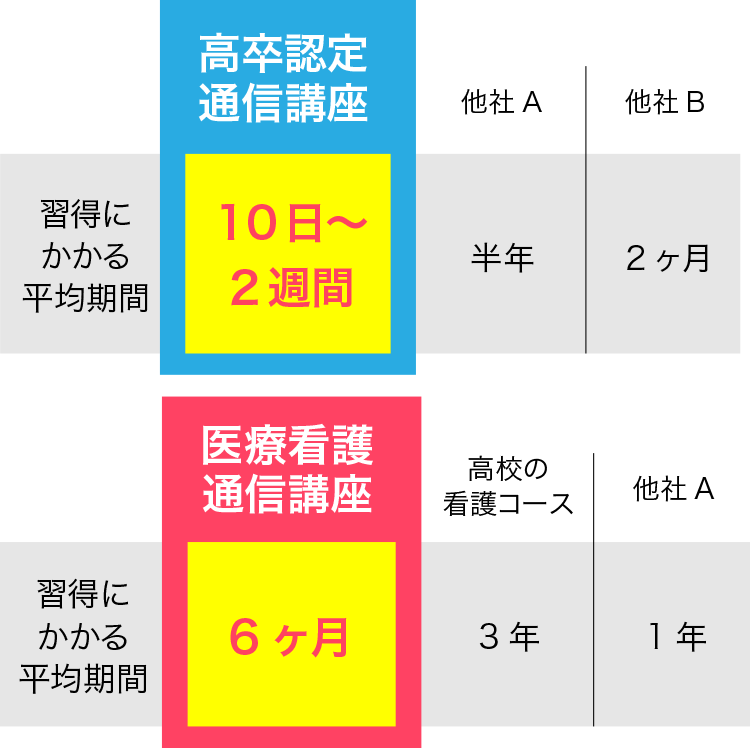 高卒認定
通信講座
他社A
他社B
習得に
かかる
平均期間
10日〜
2週間
半年
2ヶ月
医療看護
通信講座
高校の
看護コース
他社A
習得に
かかる
平均期間
6ヶ月
3年
1年